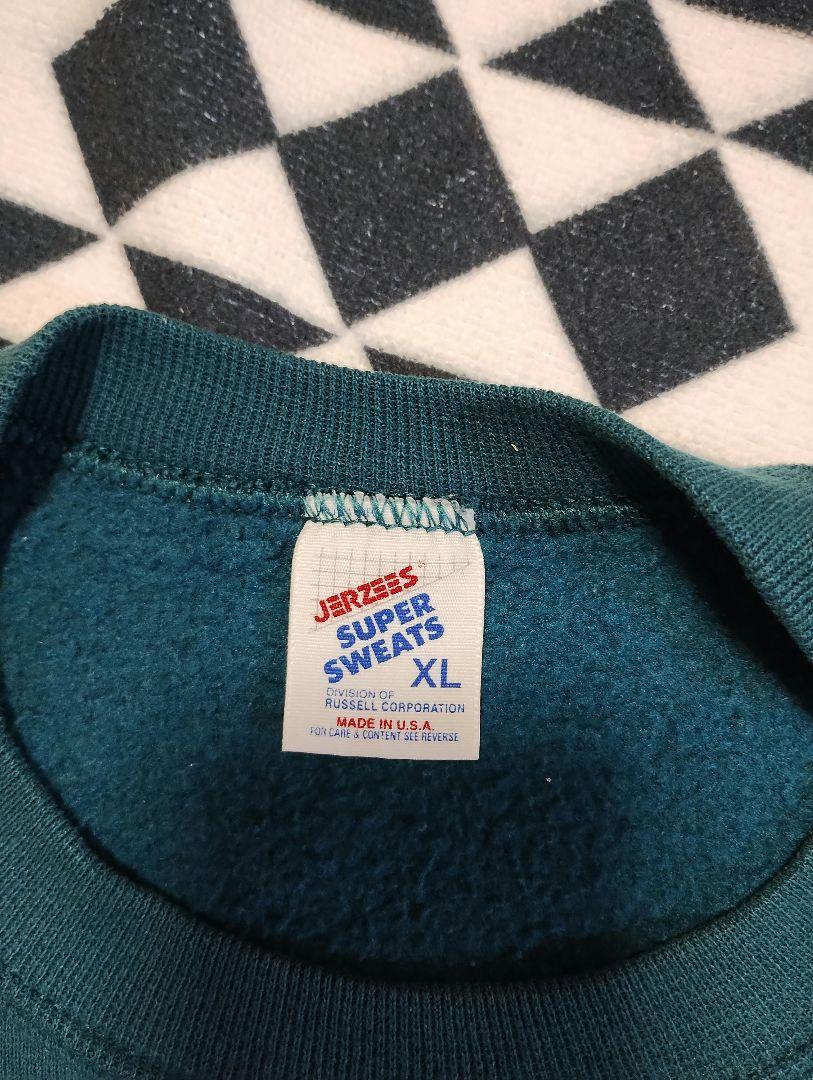 JERZEES
SUPER
SWEATS
XL
DIVISION OF
RUSSELL CORPORATION
MADE IN U.S.A.
FOR CARE & CONTENT SEE REVERSE